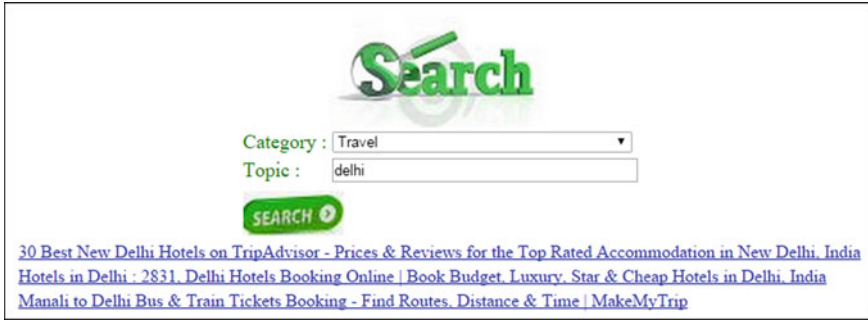 Search
Category : Travel
Topic : delhi
SEARCH
30 Best New Delhi Hotels on TripAdvisor - Prices & Reviews for the Top Rated Accommodation in New Delhi, India
Hotels in Delhi : 2831, Delhi Hotels Booking Online | Book Budget, Luxury, Star & Cheap Hotels in Delhi, India
Manali to Delhi Bus & Train Tickets Booking - Find Routes, Distance & Time | MakeMyTrip